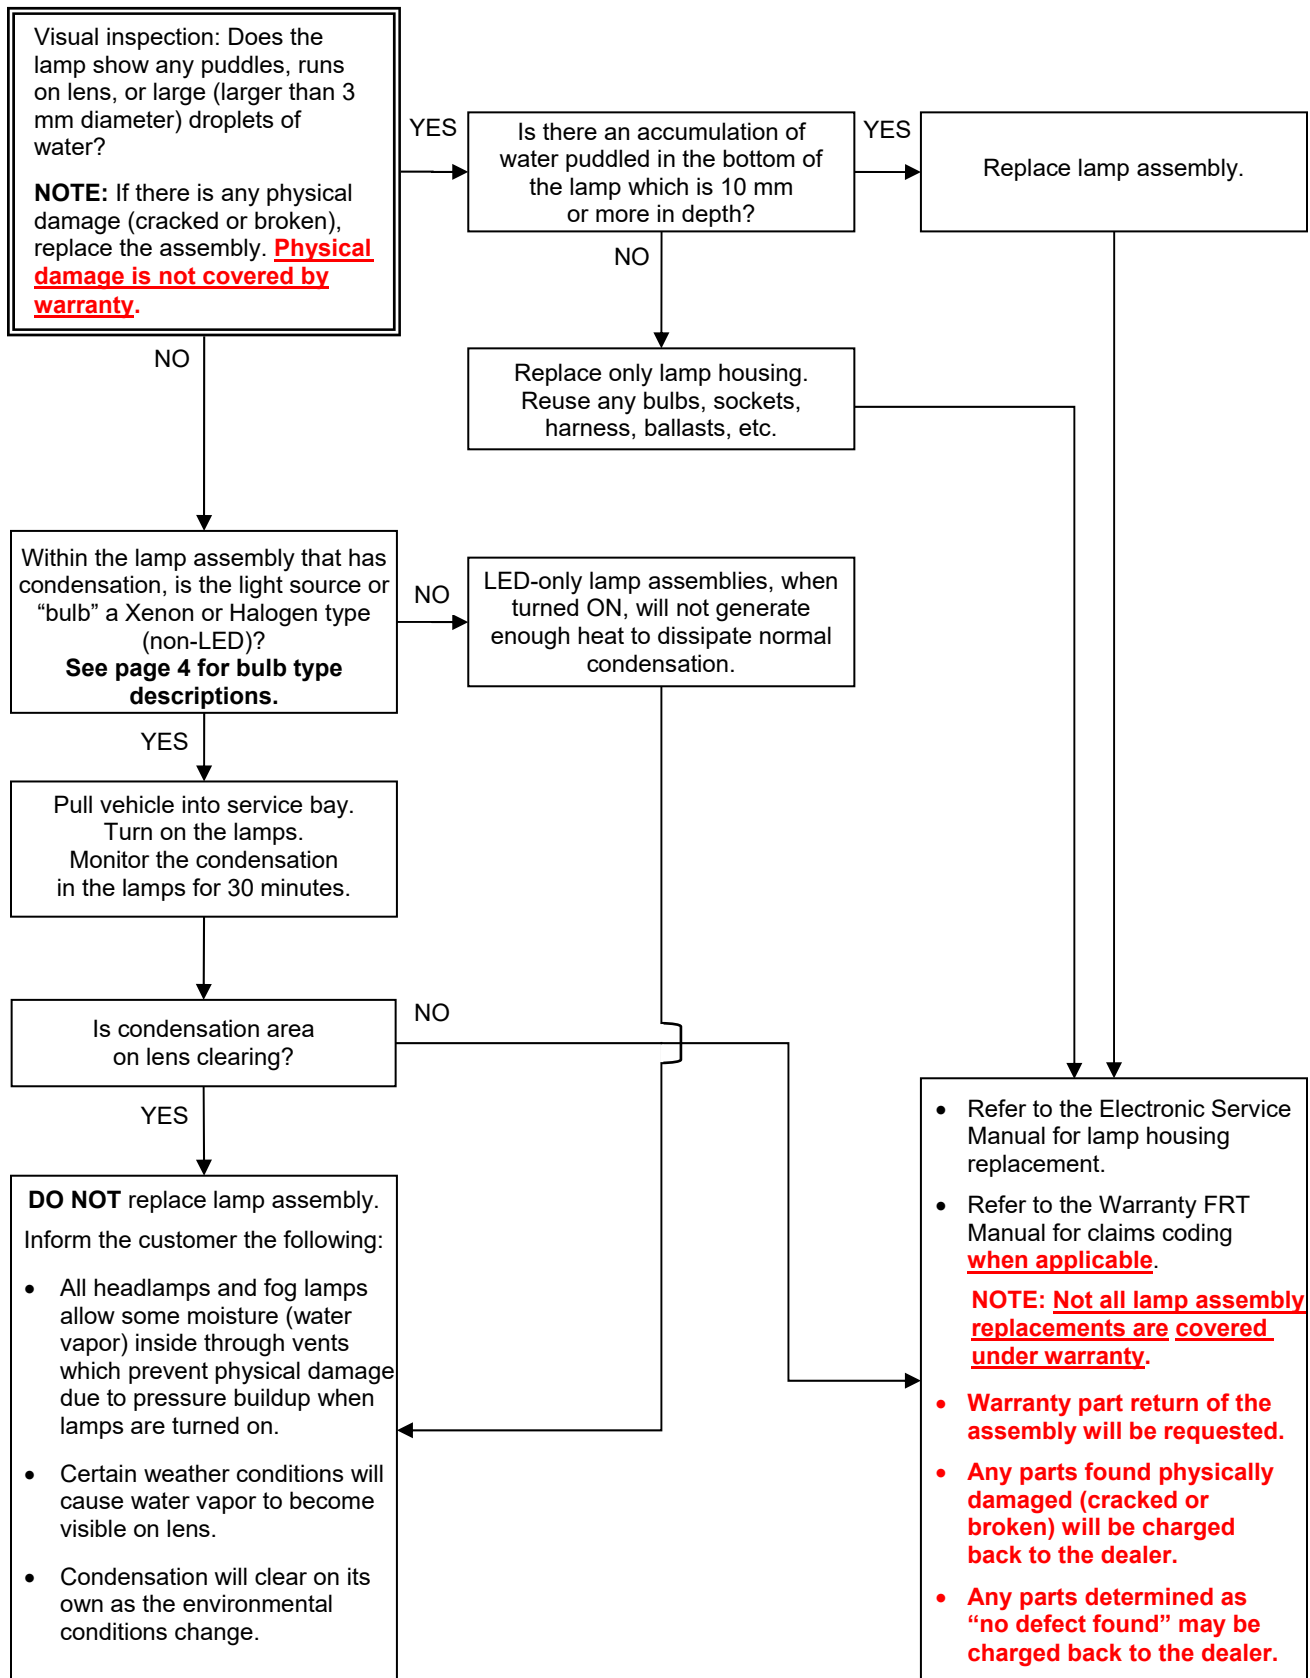 Visual inspection: Does the
lamp show any puddles, runs
on lens, or large (larger than 3
mm diameter) droplets of
water?
NOTE: If there is any physical
damage (cracked or broken),
replace the assembly. Physical
damage is not covered by
warranty.
YES
Is there an accumulation of
water puddled in the bottom of
the lamp which is 10 mm
or more in depth?
YES
Replace lamp assembly.
NO
NO
Replace only lamp housing.
Reuse any bulbs, sockets,
harness, ballasts, etc.
Within the lamp assembly that has
condensation, is the light source or
“bulb” a Xenon or Halogen type
(non-LED)?
See page 4 for bulb type
descriptions.
NO
LED-only lamp assemblies, when
turned ON, will not generate
enough heat to dissipate normal
condensation.
YES
Pull vehicle into service bay.
Turn on the lamps.
Monitor the condensation
in the lamps for 30 minutes.
Is condensation area
on lens clearing?
NO
YES
DO NOT replace lamp assembly.
Inform the customer the following:
• All headlamps and fog lamps
allow some moisture (water
vapor) inside through vents
which prevent physical damage
due to pressure buildup when
lamps are turned on.
• Certain weather conditions will
cause water vapor to become
visible on lens.
• Condensation will clear on its
own as the environmental
conditions change.
• Refer to the Electronic Service
Manual for lamp housing
replacement.
• Refer to the Warranty FRT
Manual for claims coding
when applicable.
NOTE: Not all lamp assembly
replacements are covered
under warranty.
• Warranty part return of the
assembly will be requested.
• Any parts found physically
damaged (cracked or
broken) will be charged
back to the dealer.
• Any parts determined as
“no defect found” may be
charged back to the dealer.